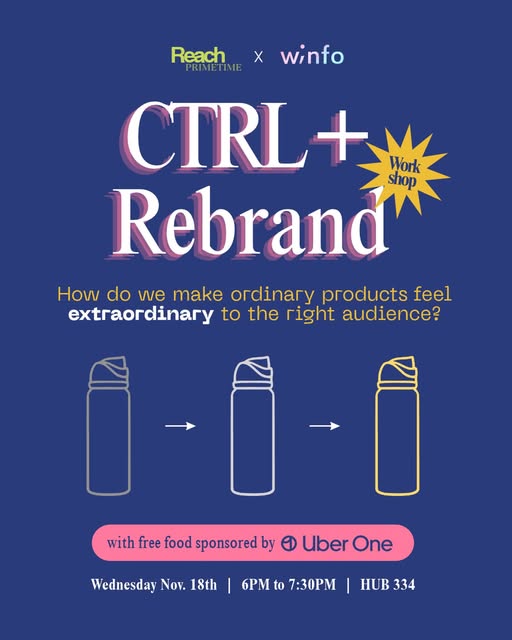 Reach
PRIMETIME
X
winfo
CTRL+
Work
shop
Rebrand
How do we make ordinary products feel
extraordinary to the right audience?
with free food sponsored by Uber One
Wednesday Nov. 18th | 6PM to 7:30PM | HUB 334